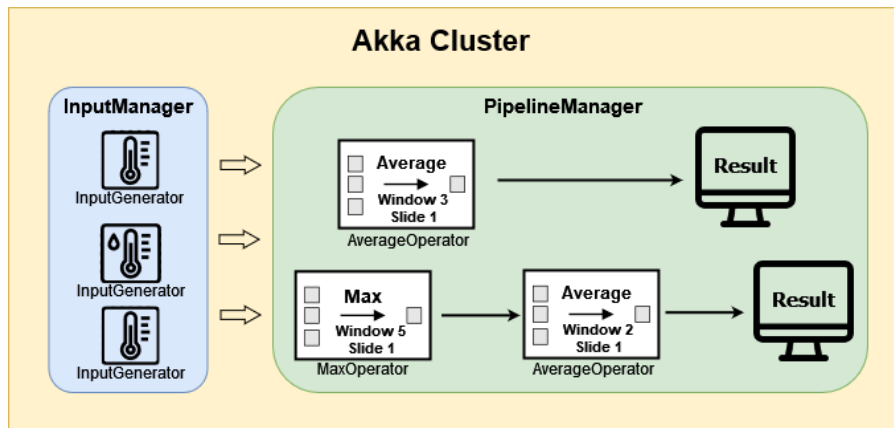 Akka Cluster
InputManager
InputGenerator
InputGenerator
InputGenerator
PipelineManager
Average
Window 3
Slide 1
AverageOperator
Result
Max
Window 5
Slide 1
MaxOperator
Average
Window 2
Slide 1
AverageOperator
Result